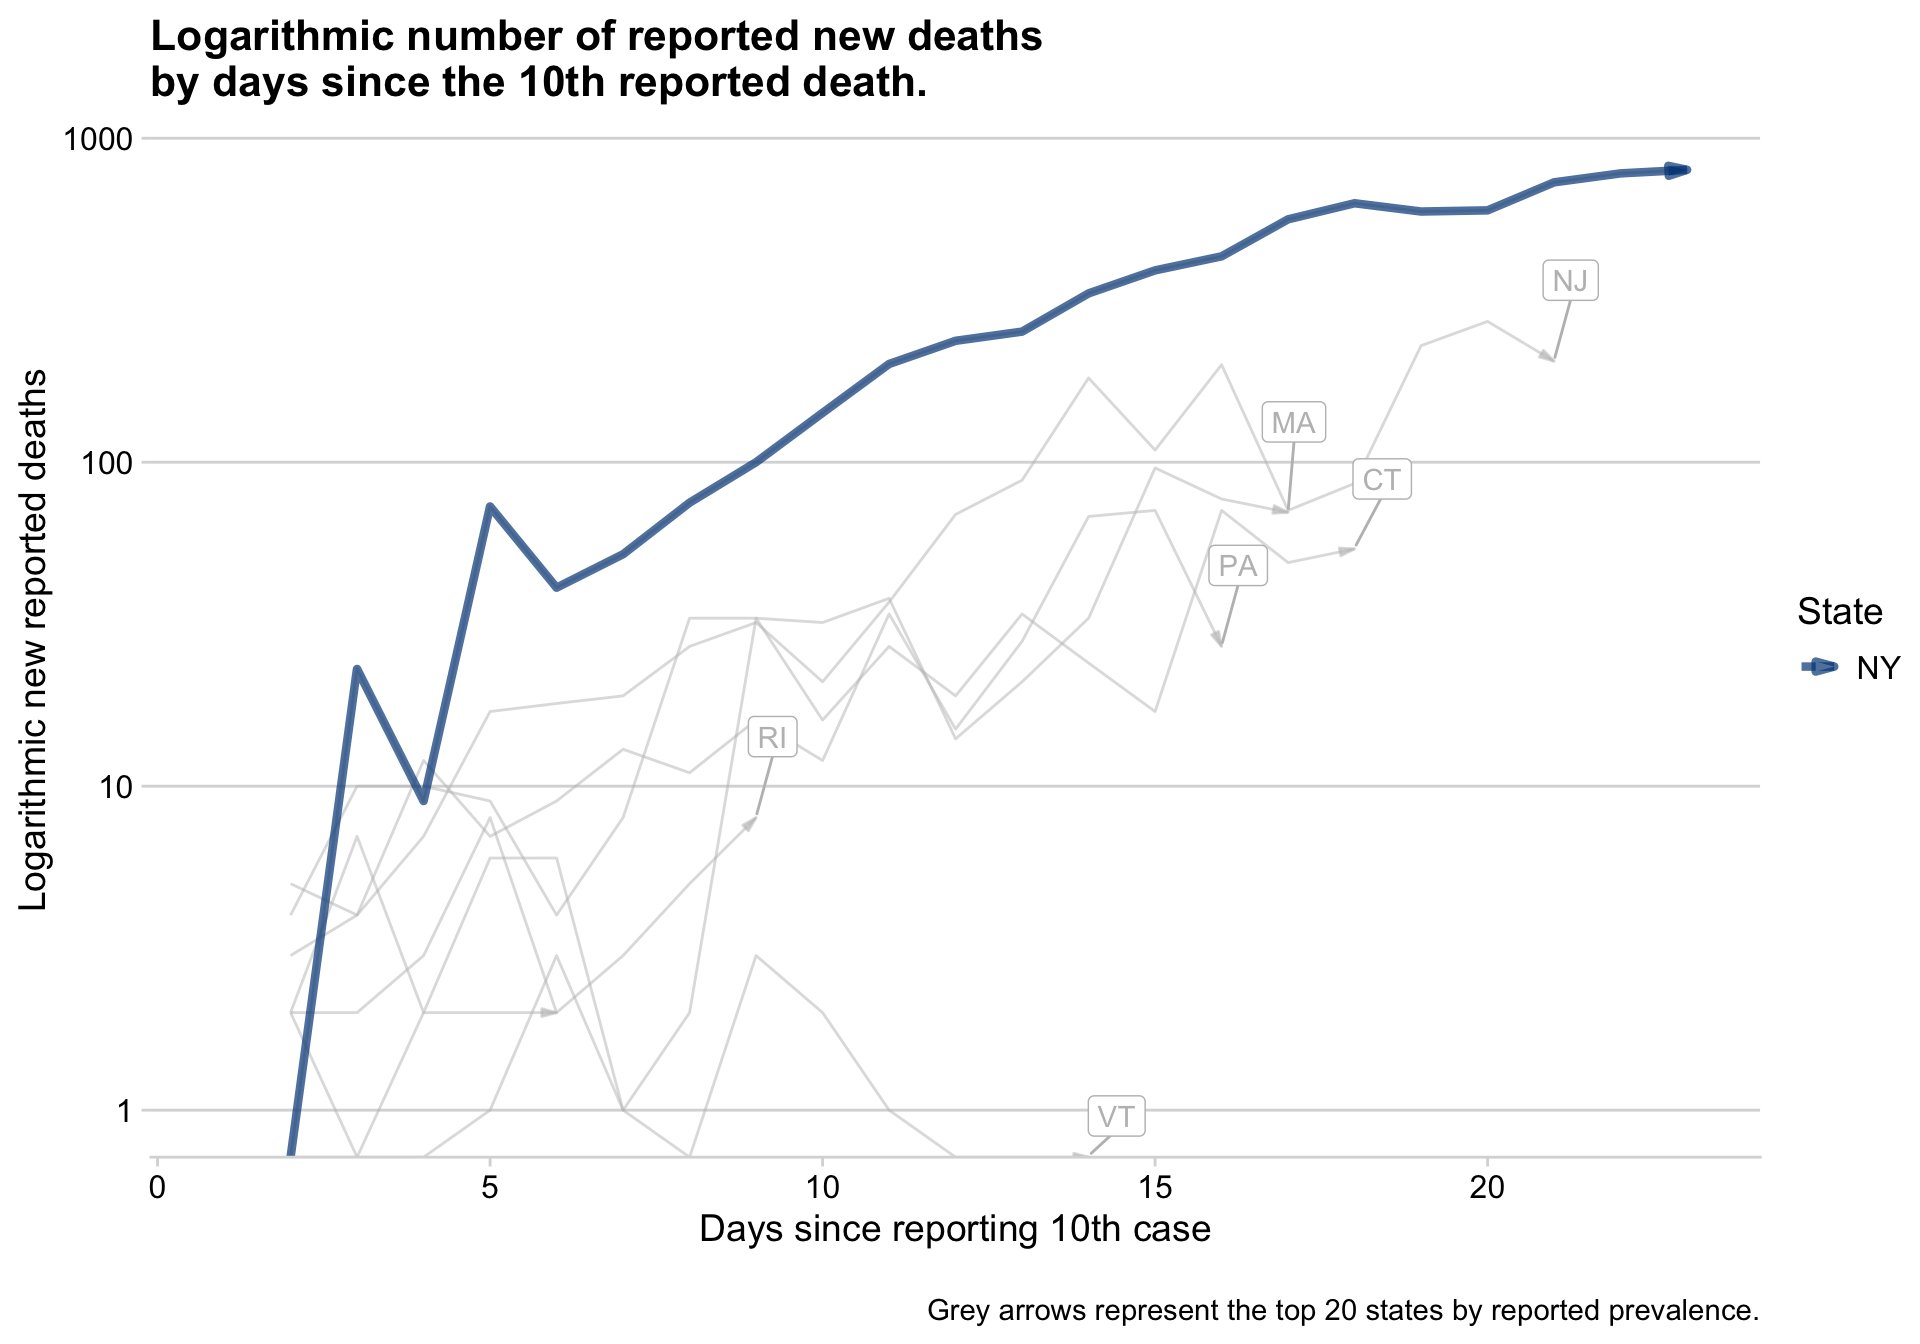 Logarithmic number of reported new deaths
by days since the 10th reported death.
Logarithmic new reported deaths
1000
100
10
1
NJ
MA
CT
PA
RI
VT
State
NY
0 5 10 15 20
Days since reporting 10th case
Grey arrows represent the top 20 states by reported prevalence.